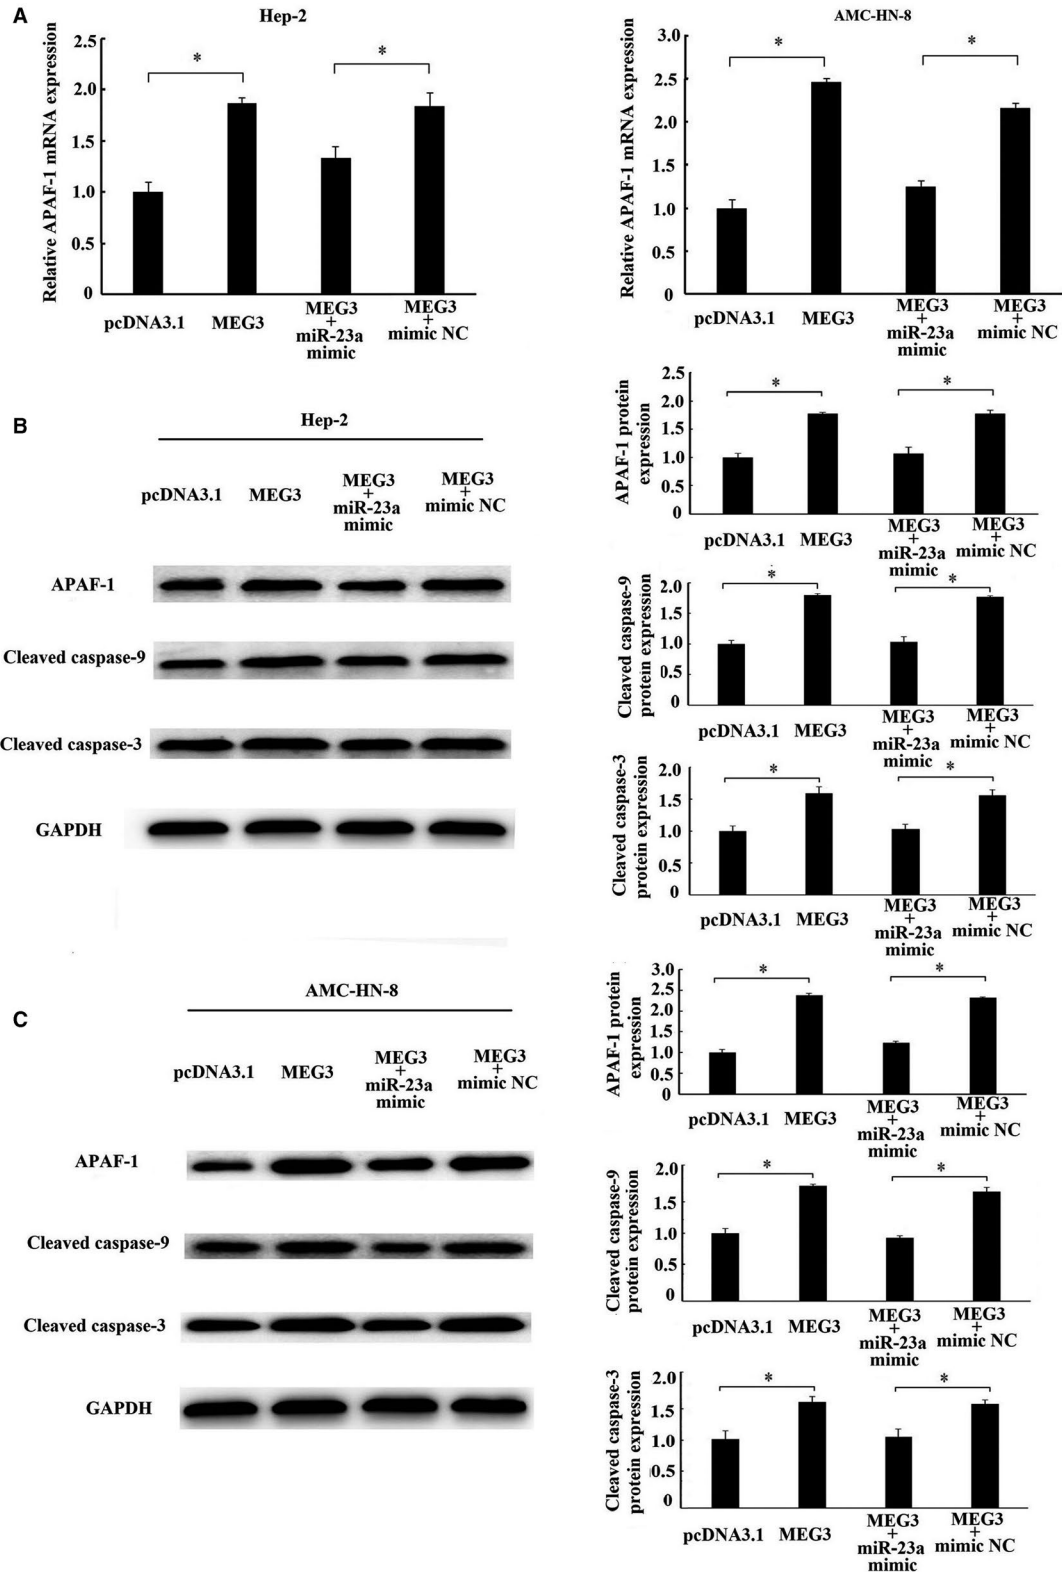 A
Hep-2
Relative APAF-1 mRNA expression
2.5
2.0
1.5
1.0
0.5
0
*
*
pcDNA3.1
MEG3
MEG3
+
miR-23a
mimic
MEG3
+
mimic NC
AMC-HN-8
Relative APAF-1 mRNA expression
3.0
2.5
2.0
1.5
1.0
0.5
0
*
*
pcDNA3.1
MEG3
MEG3
+
miR-23a
mimic
MEG3
+
mimic NC
B
Hep-2
pcDNA3.1
MEG3
MEG3
+
miR-23a
mimic
MEG3
+
mimic NC
APAF-1
Cleaved caspase-9
Cleaved caspase-3
GAPDH
APAF-1 protein
expression
2.5
2.0
1.5
1.0
0.5
0
*
*
pcDNA3.1
MEG3
MEG3
+
miR-23a
mimic
MEG3
+
mimic NC
Cleaved caspase-9
protein expression
2.0
1.5
1.0
0.5
0
*
*
pcDNA3.1
MEG3
MEG3
+
miR-23a
mimic
MEG3
+
mimic NC
Cleaved caspase-3
protein expression
2.0
1.5
1.0
0.5
0
*
*
pcDNA3.1
MEG3
MEG3
+
miR-23a
mimic
MEG3
+
mimic NC
C
AMC-HN-8
pcDNA3.1
MEG3
MEG3
+
miR-23a
mimic
MEG3
+
mimic NC
APAF-1
Cleaved caspase-9
Cleaved caspase-3
GAPDH
APAF-1 protein
expression
3.0
2.5
2.0
1.5
1.0
0.5
0
*
*
pcDNA3.1
MEG3
MEG3
+
miR-23a
mimic
MEG3
+
mimic NC
Cleaved caspase-9
protein expression
2.0
1.5
1.0
0.5
0
*
*
pcDNA3.1
MEG3
MEG3
+
miR-23a
mimic
MEG3
+
mimic NC
Cleaved caspase-3
protein expression
2.0
1.5
1.0
0.5
0
*
*
pcDNA3.1
MEG3
MEG3
+
miR-23a
mimic
MEG3
+
mimic NC